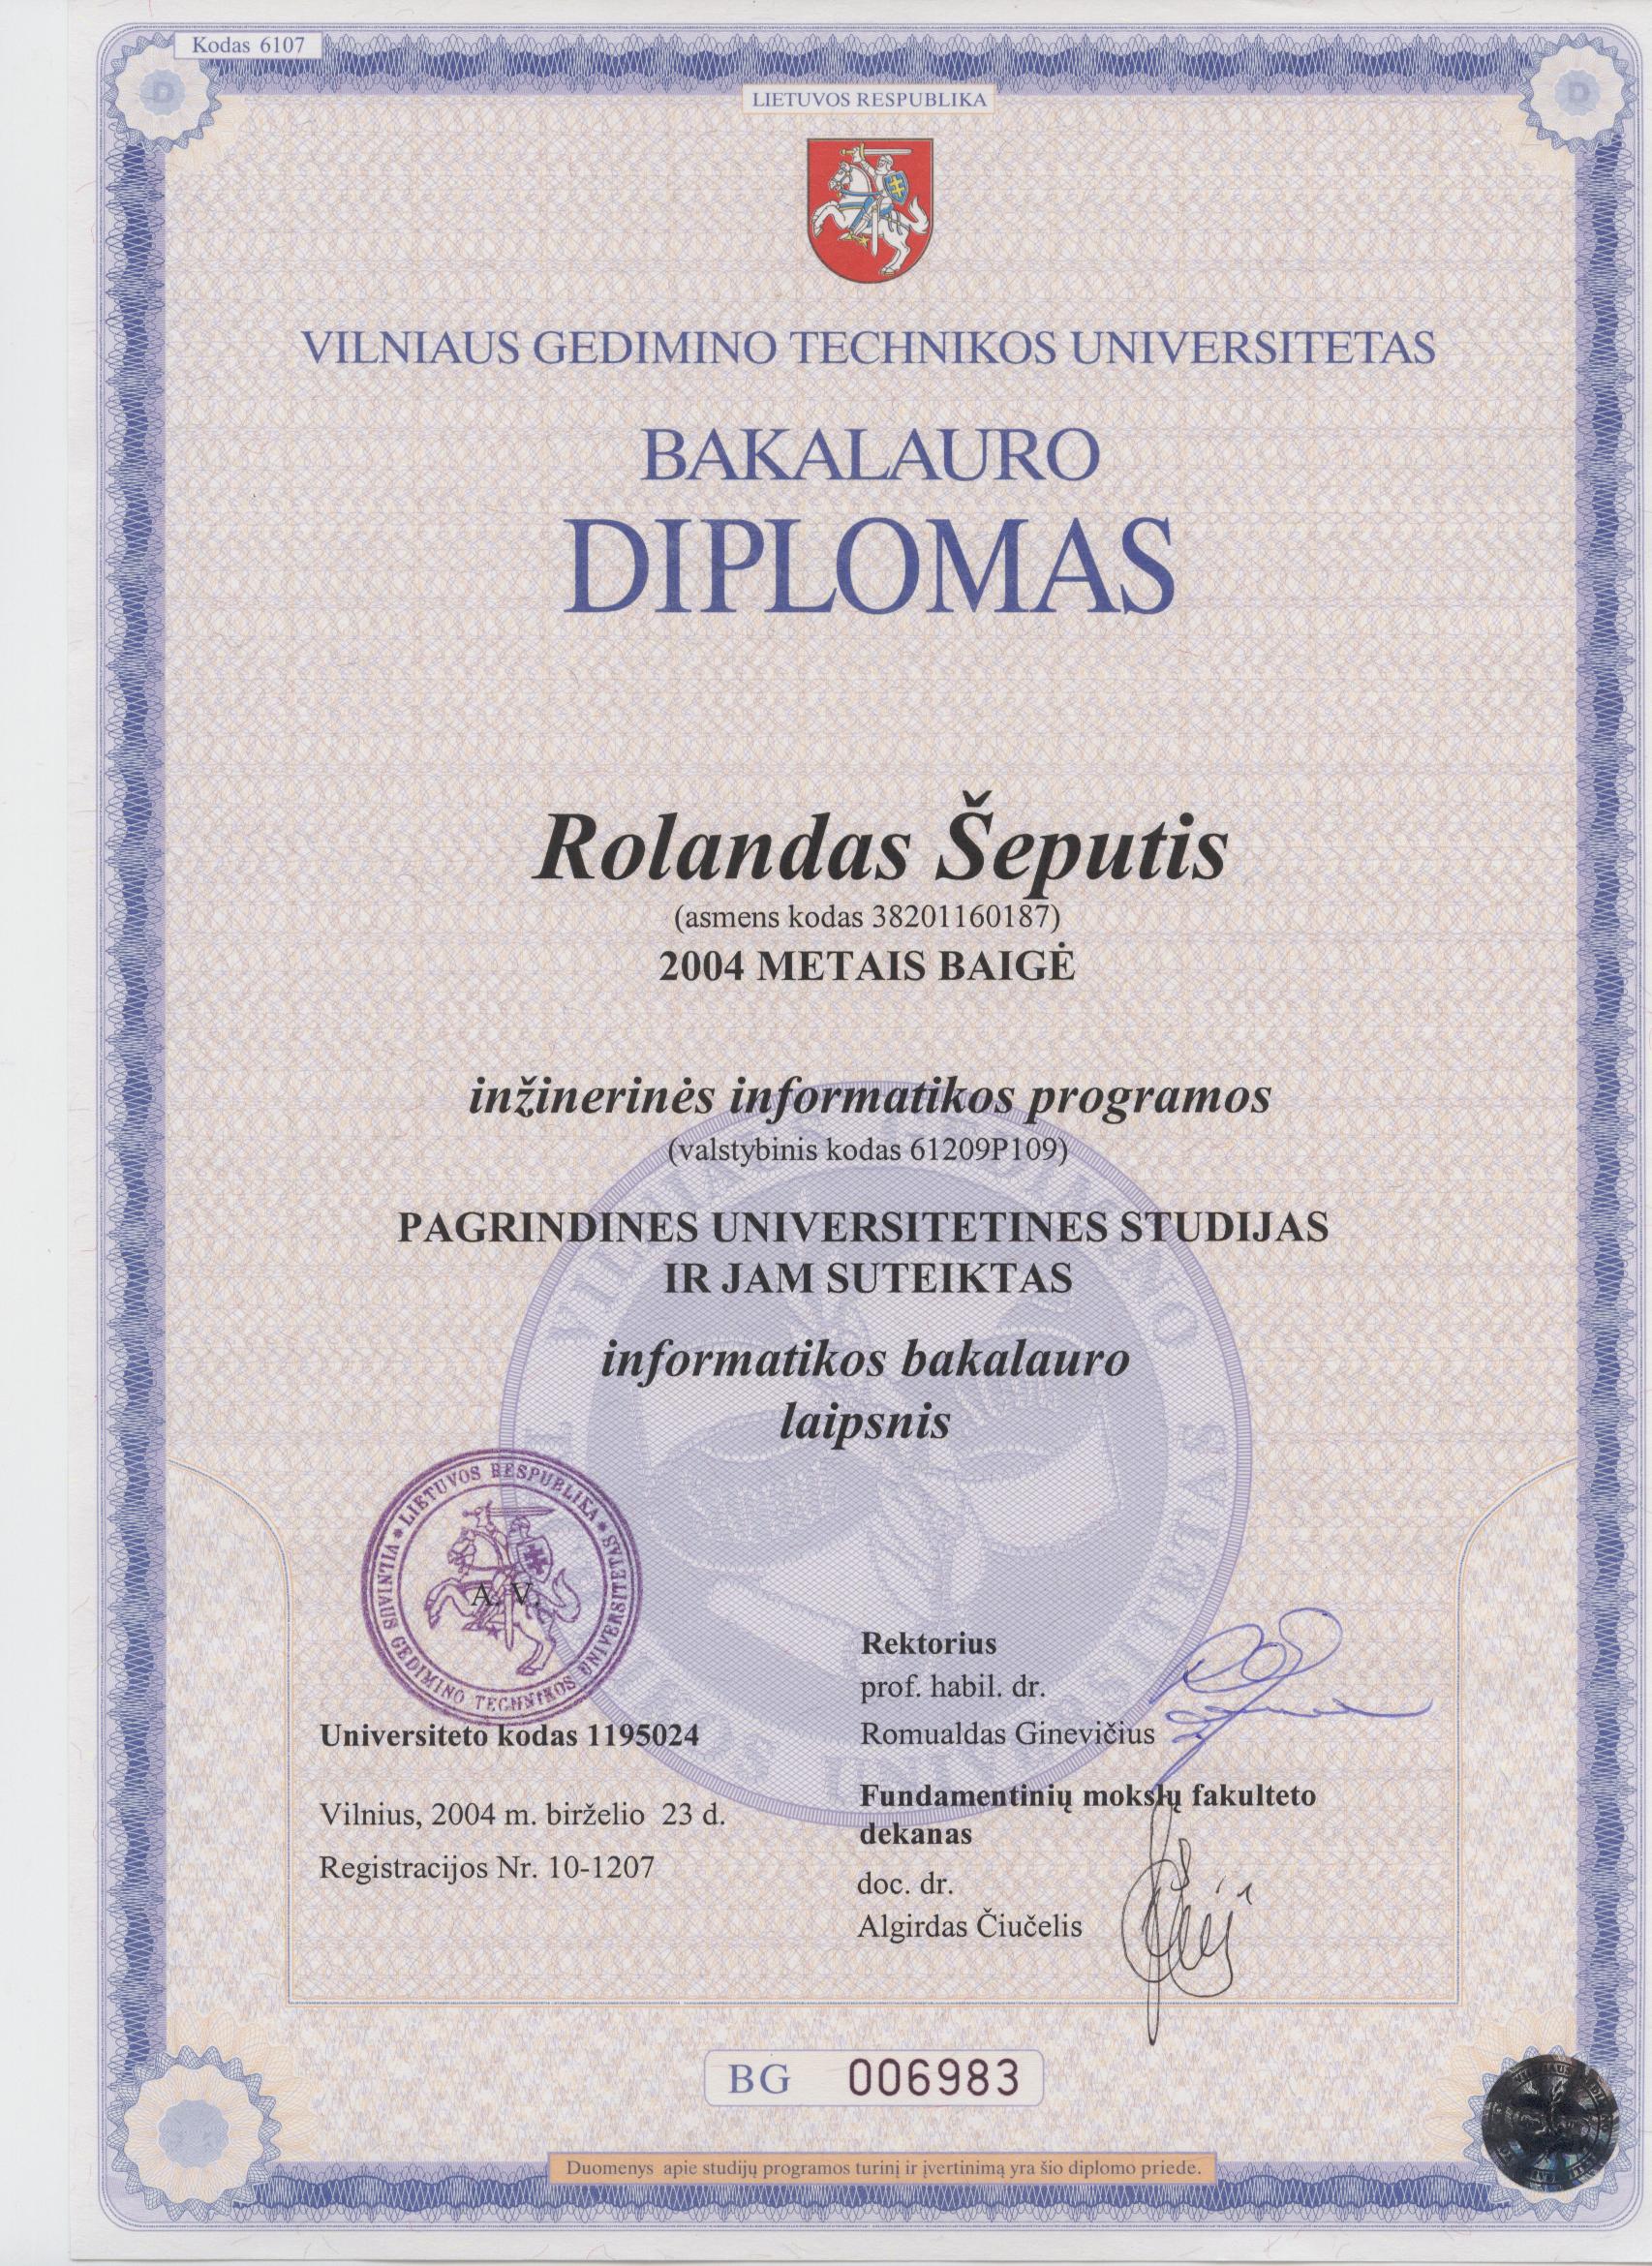 Kodas 6107
LIETUVOS RESPUBLIKA
VILNIAUS GEDIMINO TECHNIKOS UNIVERSITETAS
BAKALAURO
DIPLOMAS
Rolandas Šeputis
(asmens kodas 38201160187)
2004 METAIS BAIGĖ
inžinerinės informatikos programos
(valstybinis kodas 61209P109)
PAGRINDINES UNIVERSITETINES STUDIJAS
IR JAM SUTEIKTAS
informatikos bakalauro
laipsnis
LIETUVOS RESPUBLIKA * VILNIAUS GEDIMINO TECHNIKOS UNIVERSITETAS *
A. V.
Universiteto kodas 1195024
Vilnius, 2004 m. birželio 23 d.
Registracijos Nr. 10-1207
Rektorius
prof. habil. dr.
Romualdas Ginevičius
Fundamentinių mokslų fakulteto
dekanas
doc. dr.
Algirdas Čiučelis
BG 006983
Duomenys apie studijų programos turinį ir įvertinimą yra šio diplomo priede.